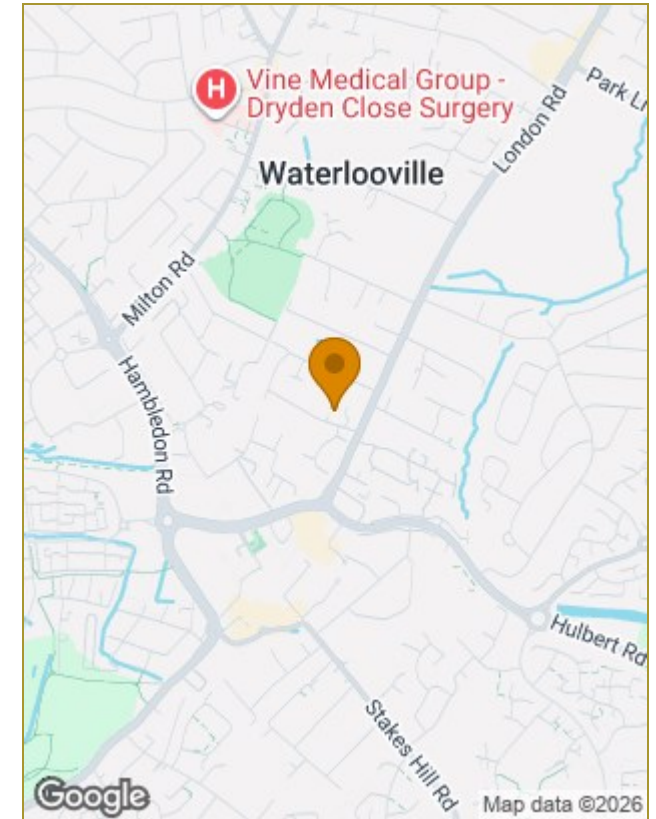 H
Vine Medical Group -
Dryden Close Surgery
Park Ln
London Rd
Waterlooville
Milton Rd
Hambledon Rd
Hulbert Rd
Stakes Hill Rd
Google
Map data ©2026